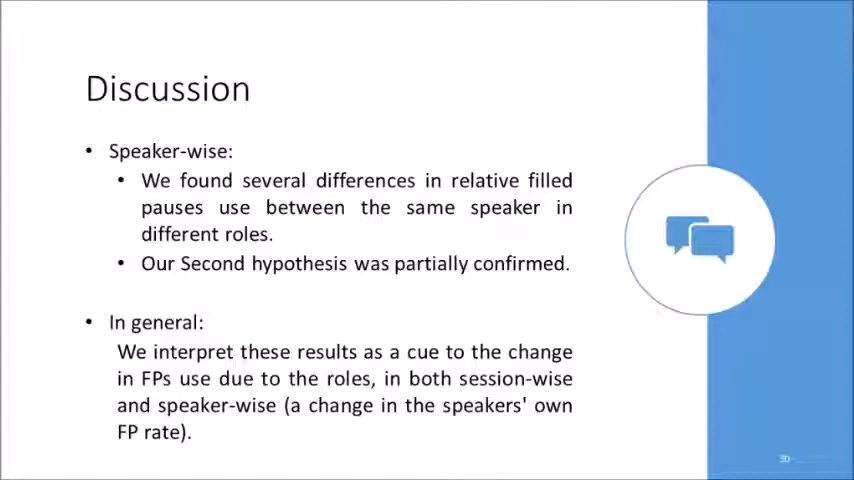 Discussion
• Speaker-wise:
• We found several differences in relative filled
pauses use between the same speaker in
different roles.
• Our Second hypothesis was partially confirmed.
• In general:
We interpret these results as a cue to the change
in FPs use due to the roles, in both session-wise
and speaker-wise (a change in the speakers' own
FP rate).
30